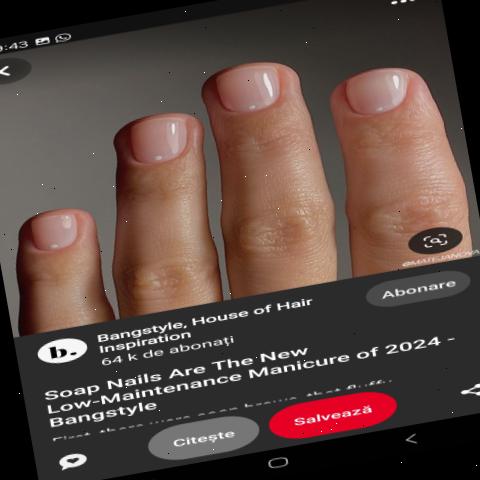 9:43
@MATEJANOVA
Bangstyle, House of Hair
Inspiration
64 k de abonați
Abonare
b.
Soap Nails Are The New
Low-Maintenance Manicure of 2024 -
Bangstyle
Citește
Salvează